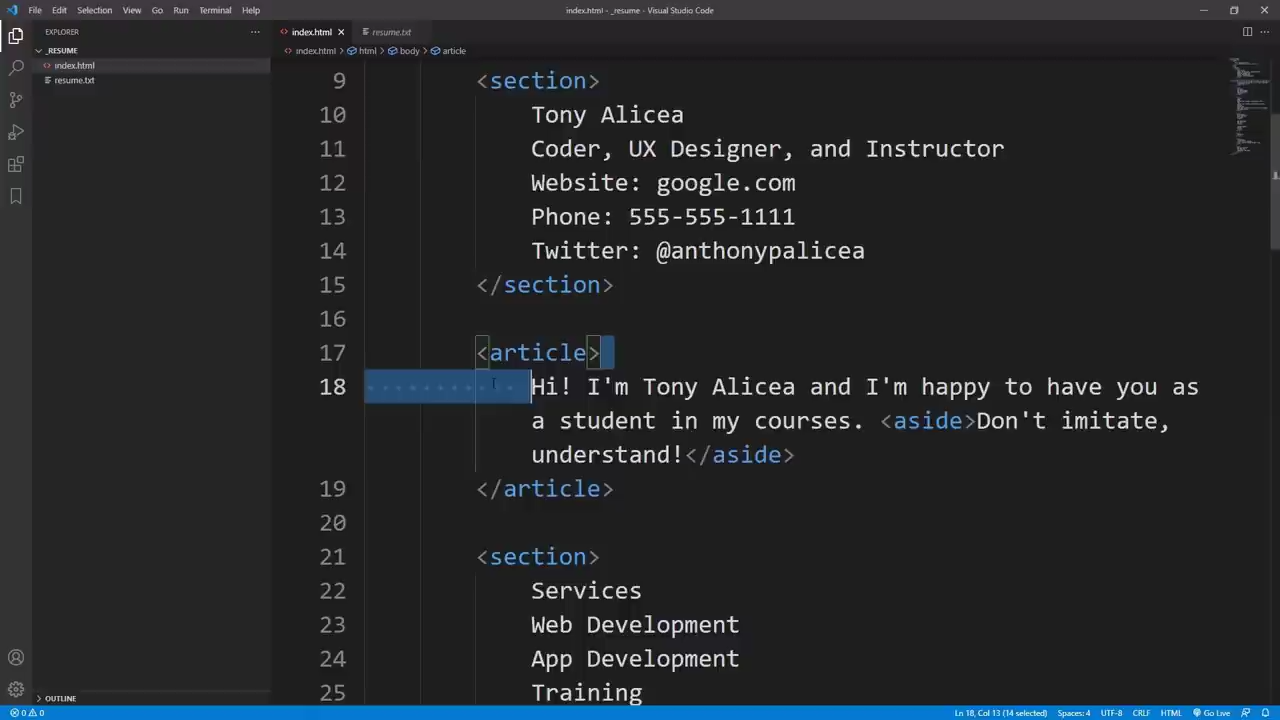 File Edit Selection View Go Run Terminal Help
index.html - _resume - Visual Studio Code
EXPLORER
_RESUME
index.html
resume.txt
OUTLINE
index.html
resume.txt
index.html > html > body > article
9 <section>
10 Tony Alicea
11 Coder, UX Designer, and Instructor
12 Website: google.com
13 Phone: 555-555-1111
14 Twitter: @anthonypalicea
15 </section>
16
17 <article>
18 Hi! I'm Tony Alicea and I'm happy to have you as
a student in my courses. <aside>Don't imitate,
understand!</aside>
19 </article>
20
21 <section>
22 Services
23 Web Development
24 App Development
25 Training
0 0
Ln 18, Col 13 (14 selected) Spaces: 4 UTF-8 CRLF HTML Go Live